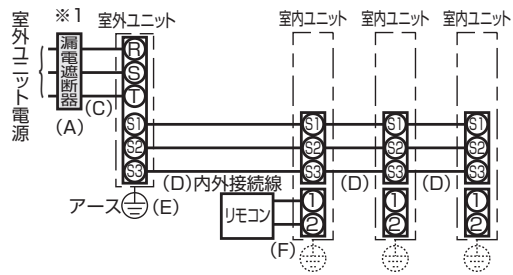 ※1
室外ユニット
室内ユニット
室内ユニット
室内ユニット
室外ユニット電源
漏電遮断器
R
S
T
(C)
(A)
S1
S1
S1
S1
S2
S2
S2
S2
S3
S3
S3
S3
(D)内外接続線
(D)
(D)
アース
(E)
リモコン
1
1
1
2
2
2
(F)